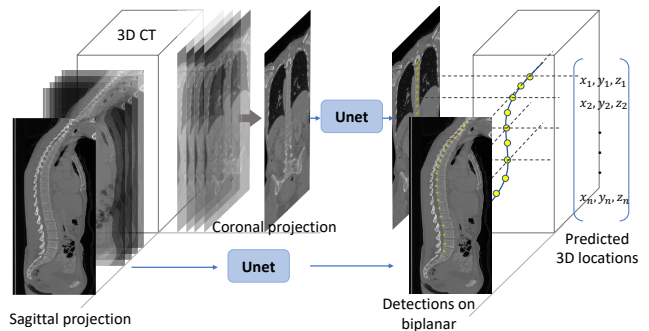 3D CT
Unet
Coronal projection
Unet
Sagittal projection
Detections on
biplanar
x₁, y₁, z₁
x₂, y₂, z₂
xₙ, yₙ, zₙ
Predicted
3D locations